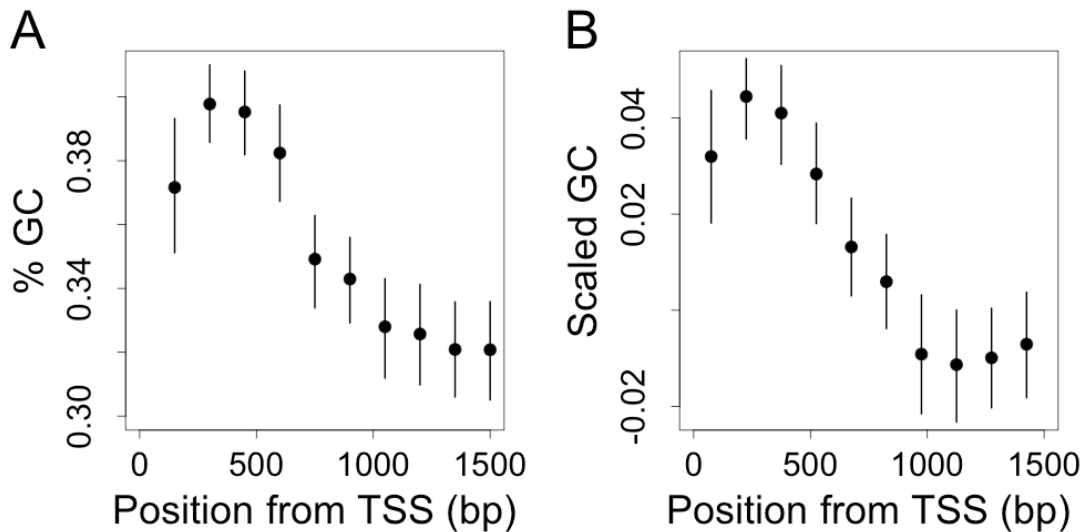 A
% GC
0.38
0.34
0.30
0
500
1000
1500
Position from TSS (bp)
B
Scaled GC
0.04
0.02
-0.02
0
500
1000
1500
Position from TSS (bp)